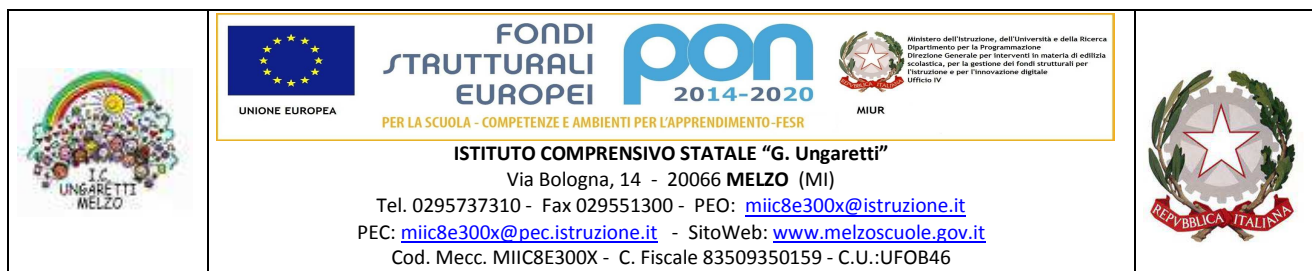 I.C.
UNGARETTI
MELZO
UNIONE EUROPEA
FONDI
STRUTTURALI
EUROPEI
pon
2014-2020
PER LA SCUOLA - COMPETENZE E AMBIENTI PER L'APPRENDIMENTO-FESR
MIUR
Ministero dell'Istruzione, dell'Università e della Ricerca
Dipartimento per la Programmazione
Direzione Generale per interventi in materia di edilizia
scolastica, per la gestione dei fondi strutturali per
l'istruzione e per l'innovazione digitale
Ufficio IV
ISTITUTO COMPRENSIVO STATALE “G. Ungaretti”
Via Bologna, 14 - 20066 MELZO (MI)
Tel. 0295737310 - Fax 029551300 - PEO: miic8e300x@istruzione.it
PEC: miic8e300x@pec.istruzione.it - SitoWeb: www.melzoscuole.gov.it
Cod. Mecc. MIIC8E300X - C. Fiscale 83509350159 - C.U.:UFOB46
REPVBBLICA ITALIANA